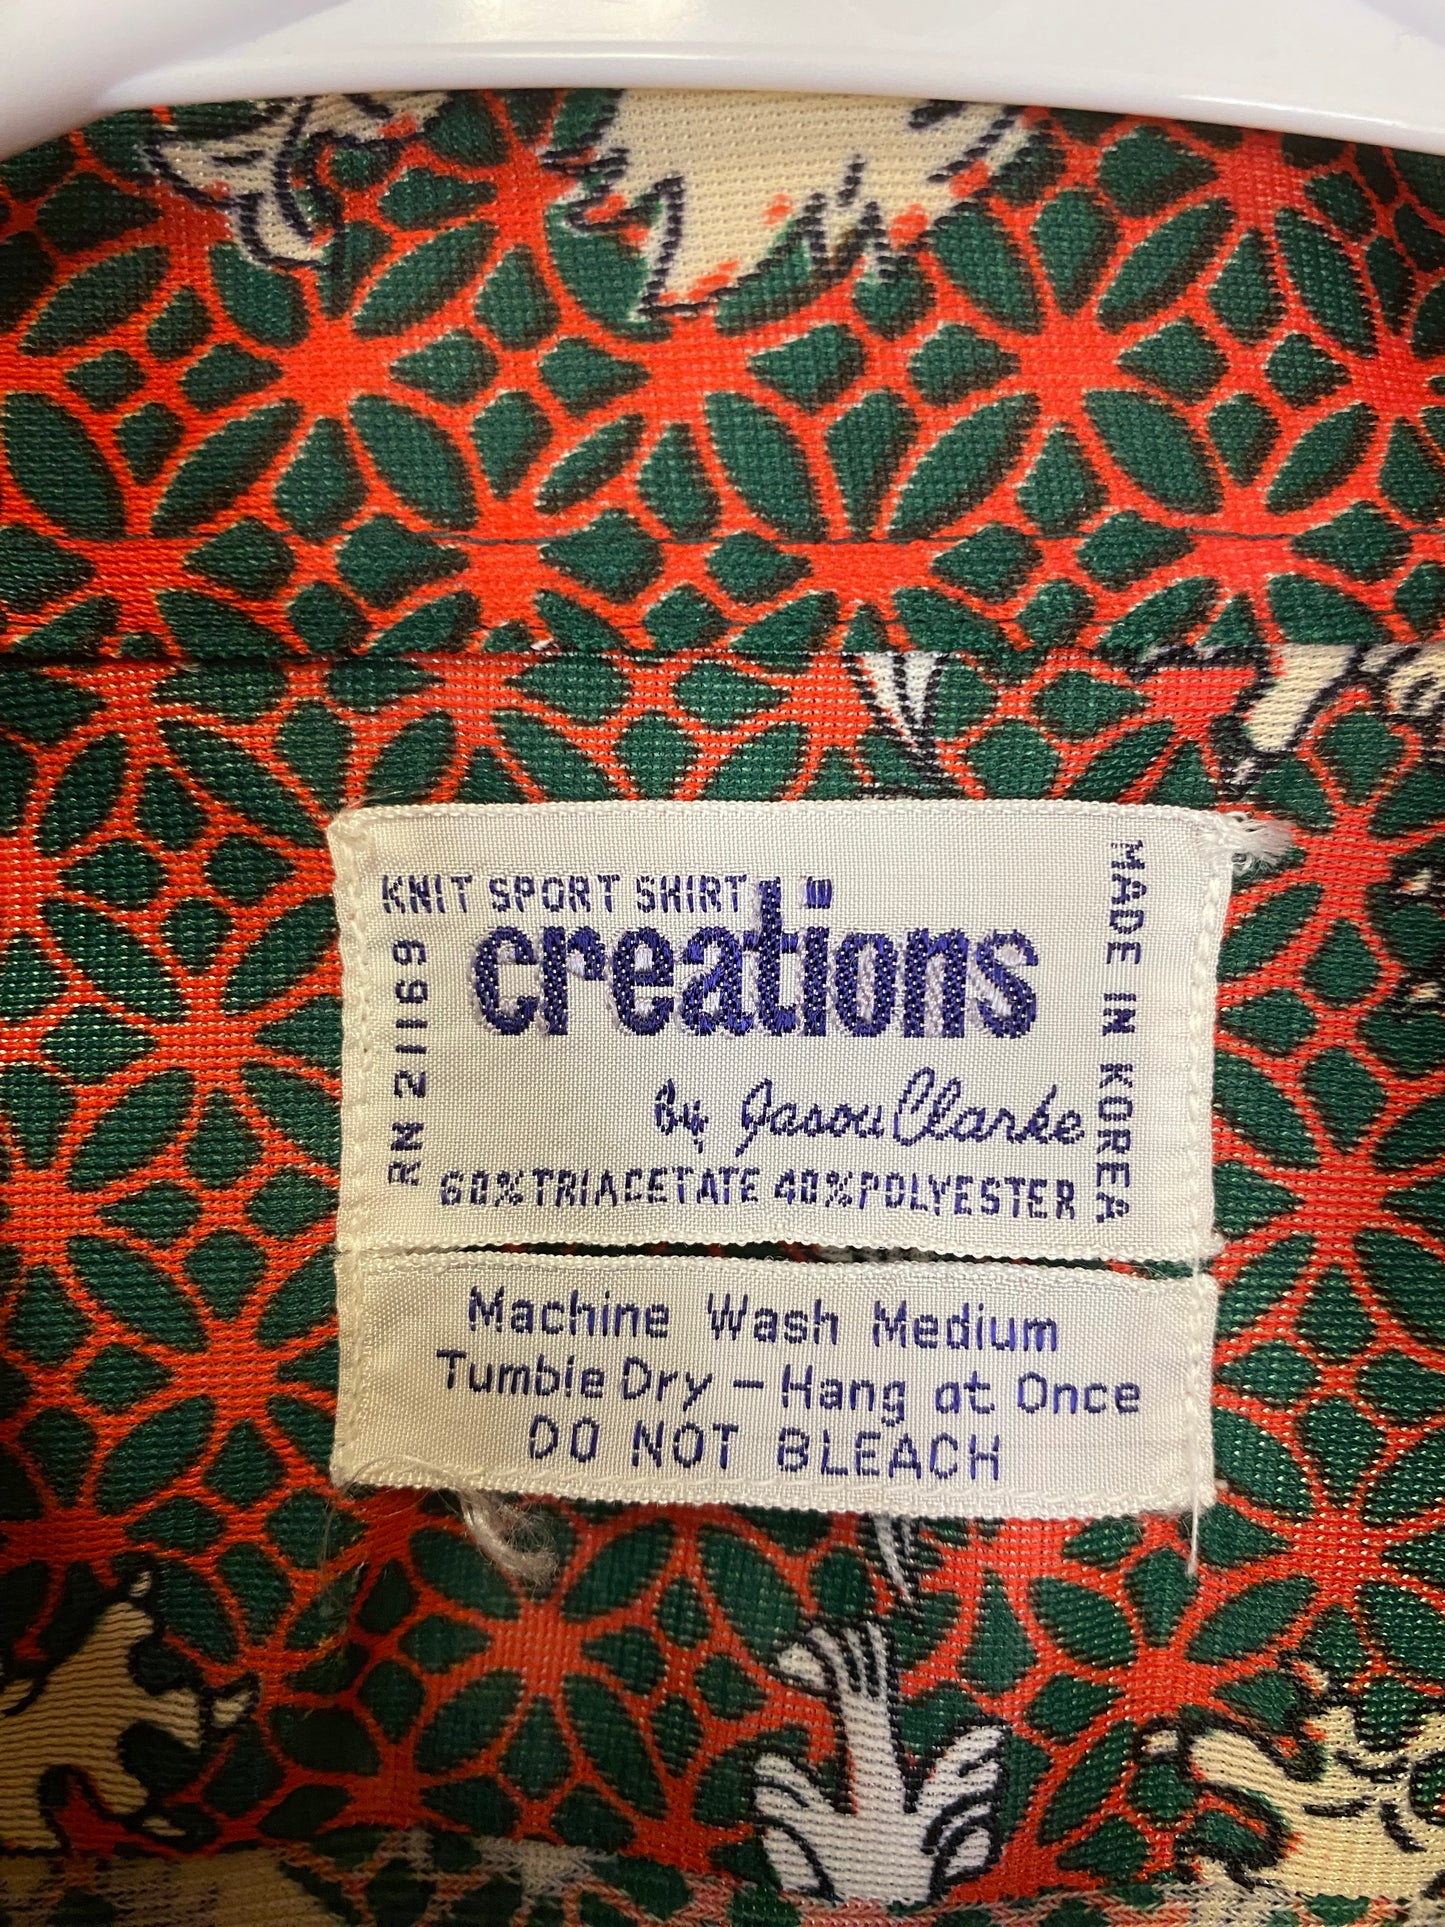 KNIT SPORT SHIRT
creations
by Jason Clarke
60% TRIACETATE 40% POLYESTER
RN 21169
MADE IN KOREA
Machine Wash Medium
Tumble Dry - Hang at Once
DO NOT BLEACH